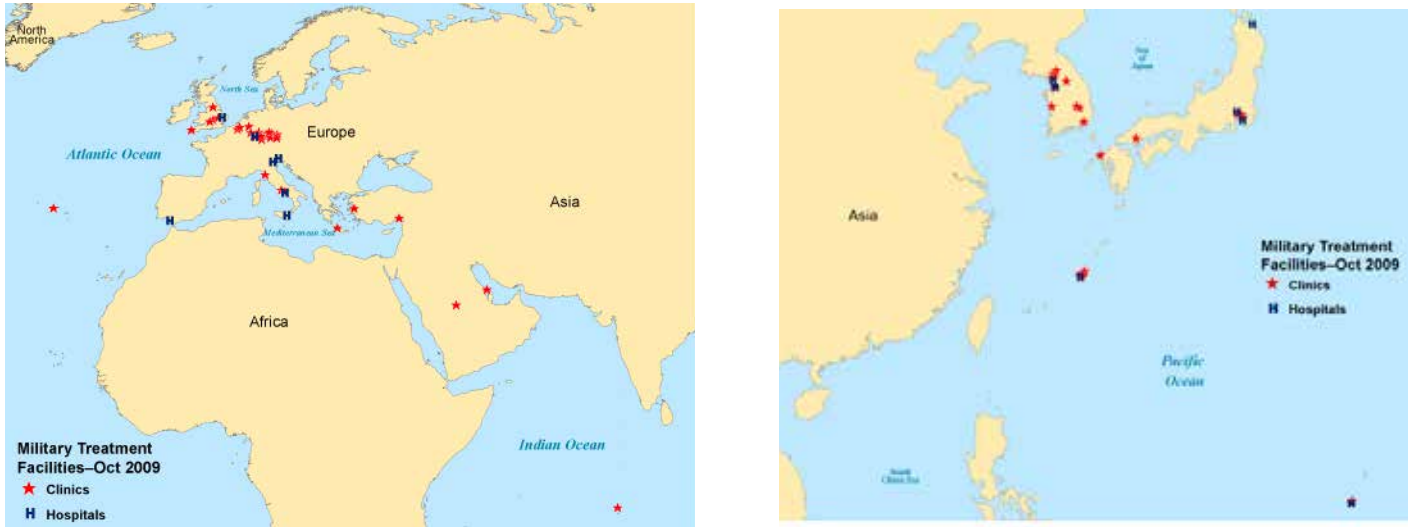 North
America
North Sea
Europe
Atlantic Ocean
Asia
Mediterranean Sea
Africa
Indian Ocean
Military Treatment
Facilities–Oct 2009
Clinics
H Hospitals
Sea
of
Japan
Asia
Military Treatment
Facilities–Oct 2009
Clinics
H Hospitals
Pacific
Ocean
South
China Sea